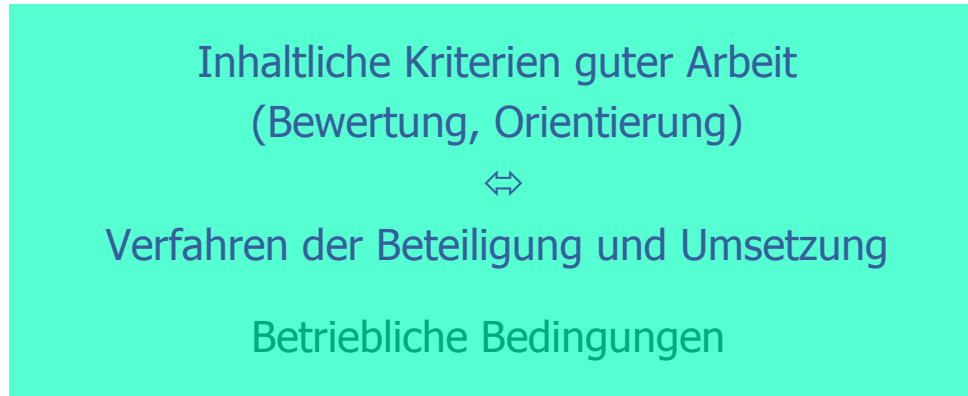 Inhaltliche Kriterien guter Arbeit
(Bewertung, Orientierung)
⬄
Verfahren der Beteiligung und Umsetzung
Betriebliche Bedingungen